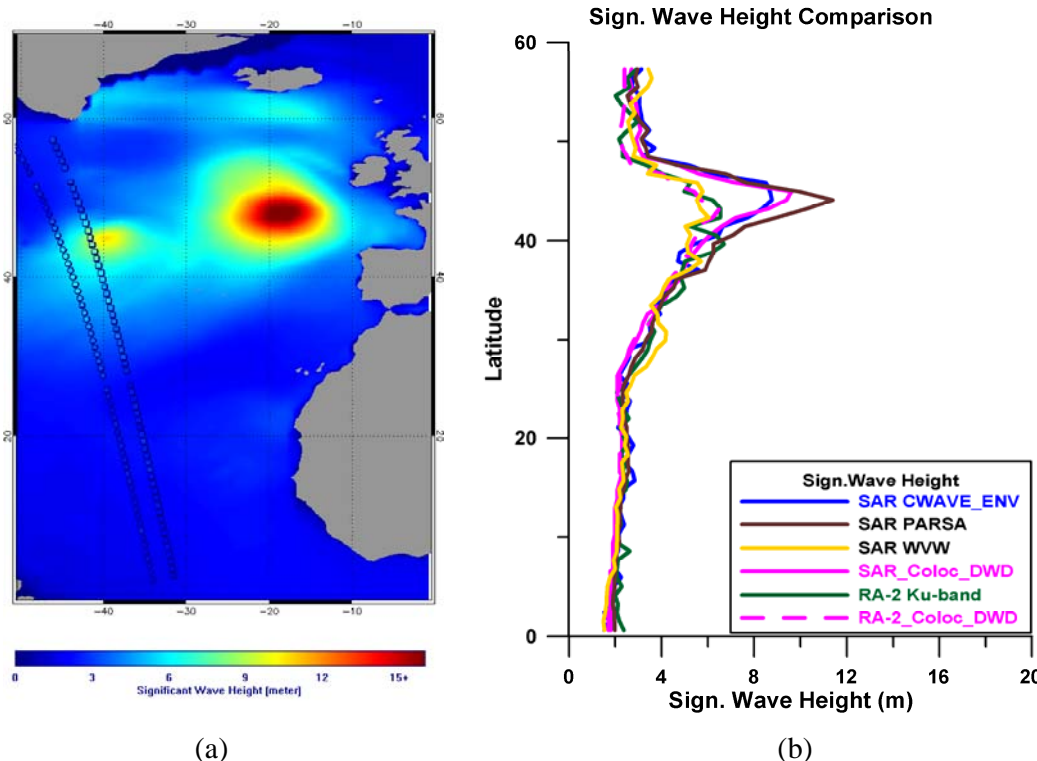 −40 −30 −20 −10
60 60
40 40
20 20
−40 −30 −20 −10
0 3 6 9 12 15+
Significant Wave Height [meter]
(a)
Sign. Wave Height Comparison
60
40
20
0
Latitude
Sign.Wave Height
SAR CWAVE_ENV
SAR PARSA
SAR WVW
SAR_Coloc_DWD
RA-2 Ku-band
RA-2_Coloc_DWD
0 4 8 12 16 20
Sign. Wave Height (m)
(b)